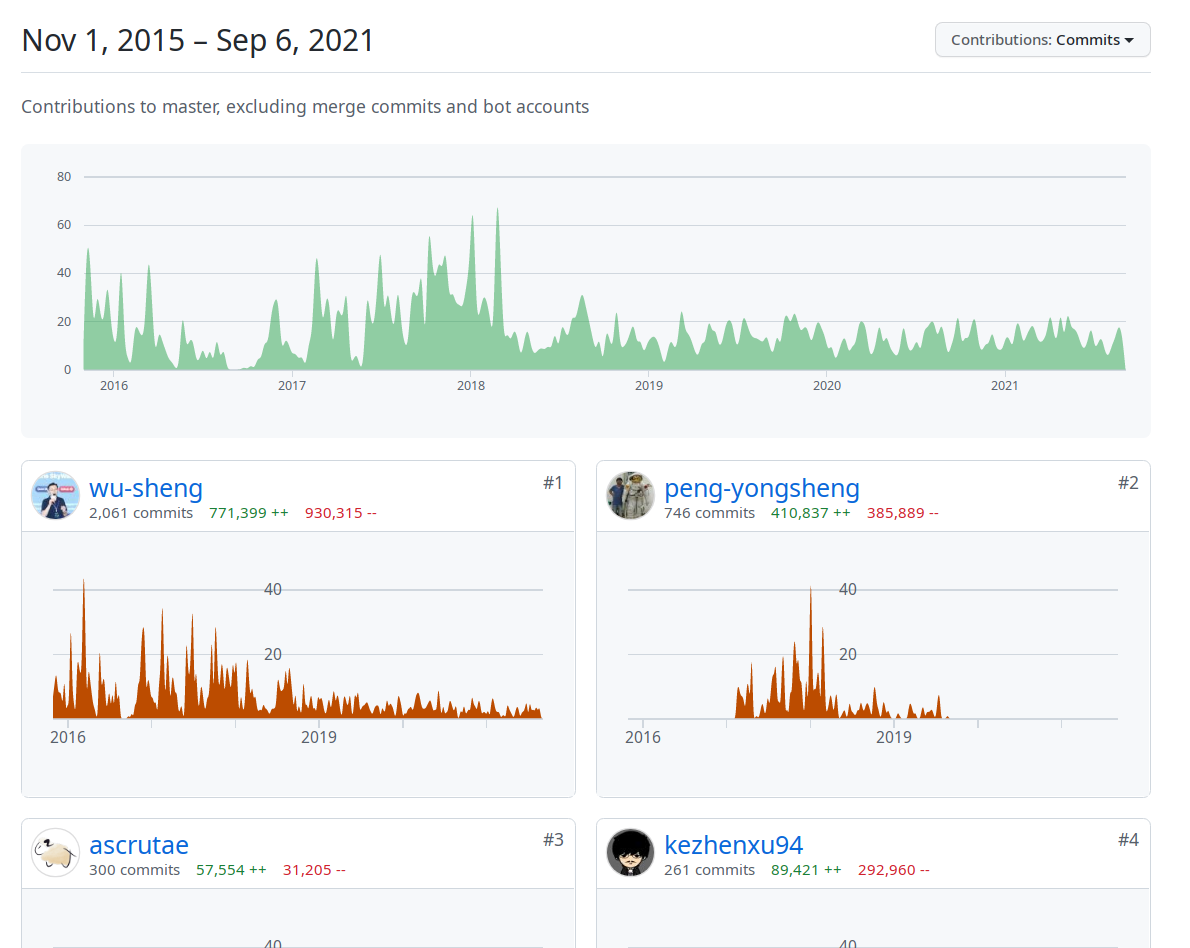 Nov 1, 2015 – Sep 6, 2021
Contributions: Commits
Contributions to master, excluding merge commits and bot accounts
80
60
40
20
0
2016 2017 2018 2019 2020 2021
wu-sheng
#1
2,061 commits 771,399 ++ 930,315 --
40
20
2016 2019
peng-yongsheng
#2
746 commits 410,837 ++ 385,889 --
40
20
2016 2019
ascrutae
#3
300 commits 57,554 ++ 31,205 --
40
kezhenxu94
#4
261 commits 89,421 ++ 292,960 --
40